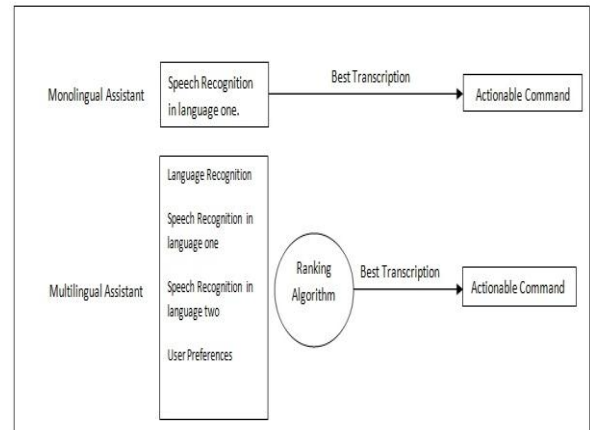 Monolingual Assistant
Speech Recognition
in language one.
Best Transcription
Actionable Command
Multilingual Assistant
Language Recognition
Speech Recognition in
language one
Speech Recognition in
language two
User Preferences
Ranking
Algorithm
Best Transcription
Actionable Command